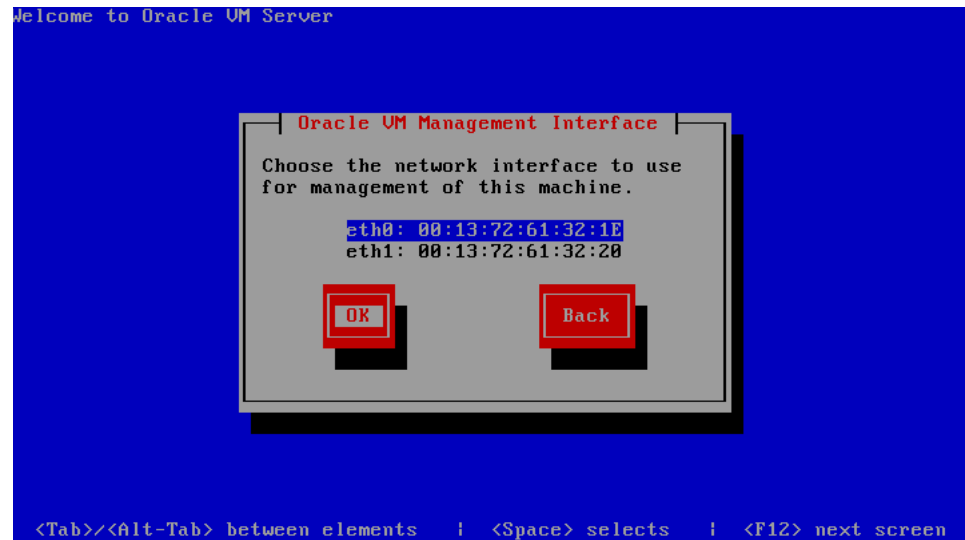 Welcome to Oracle VM Server
Oracle VM Management Interface
Choose the network interface to use
for management of this machine.
eth0: 00:13:72:61:32:1E
eth1: 00:13:72:61:32:20
OK Back
<Tab>/<Alt-Tab> between elements | <Space> selects | <F12> next screen